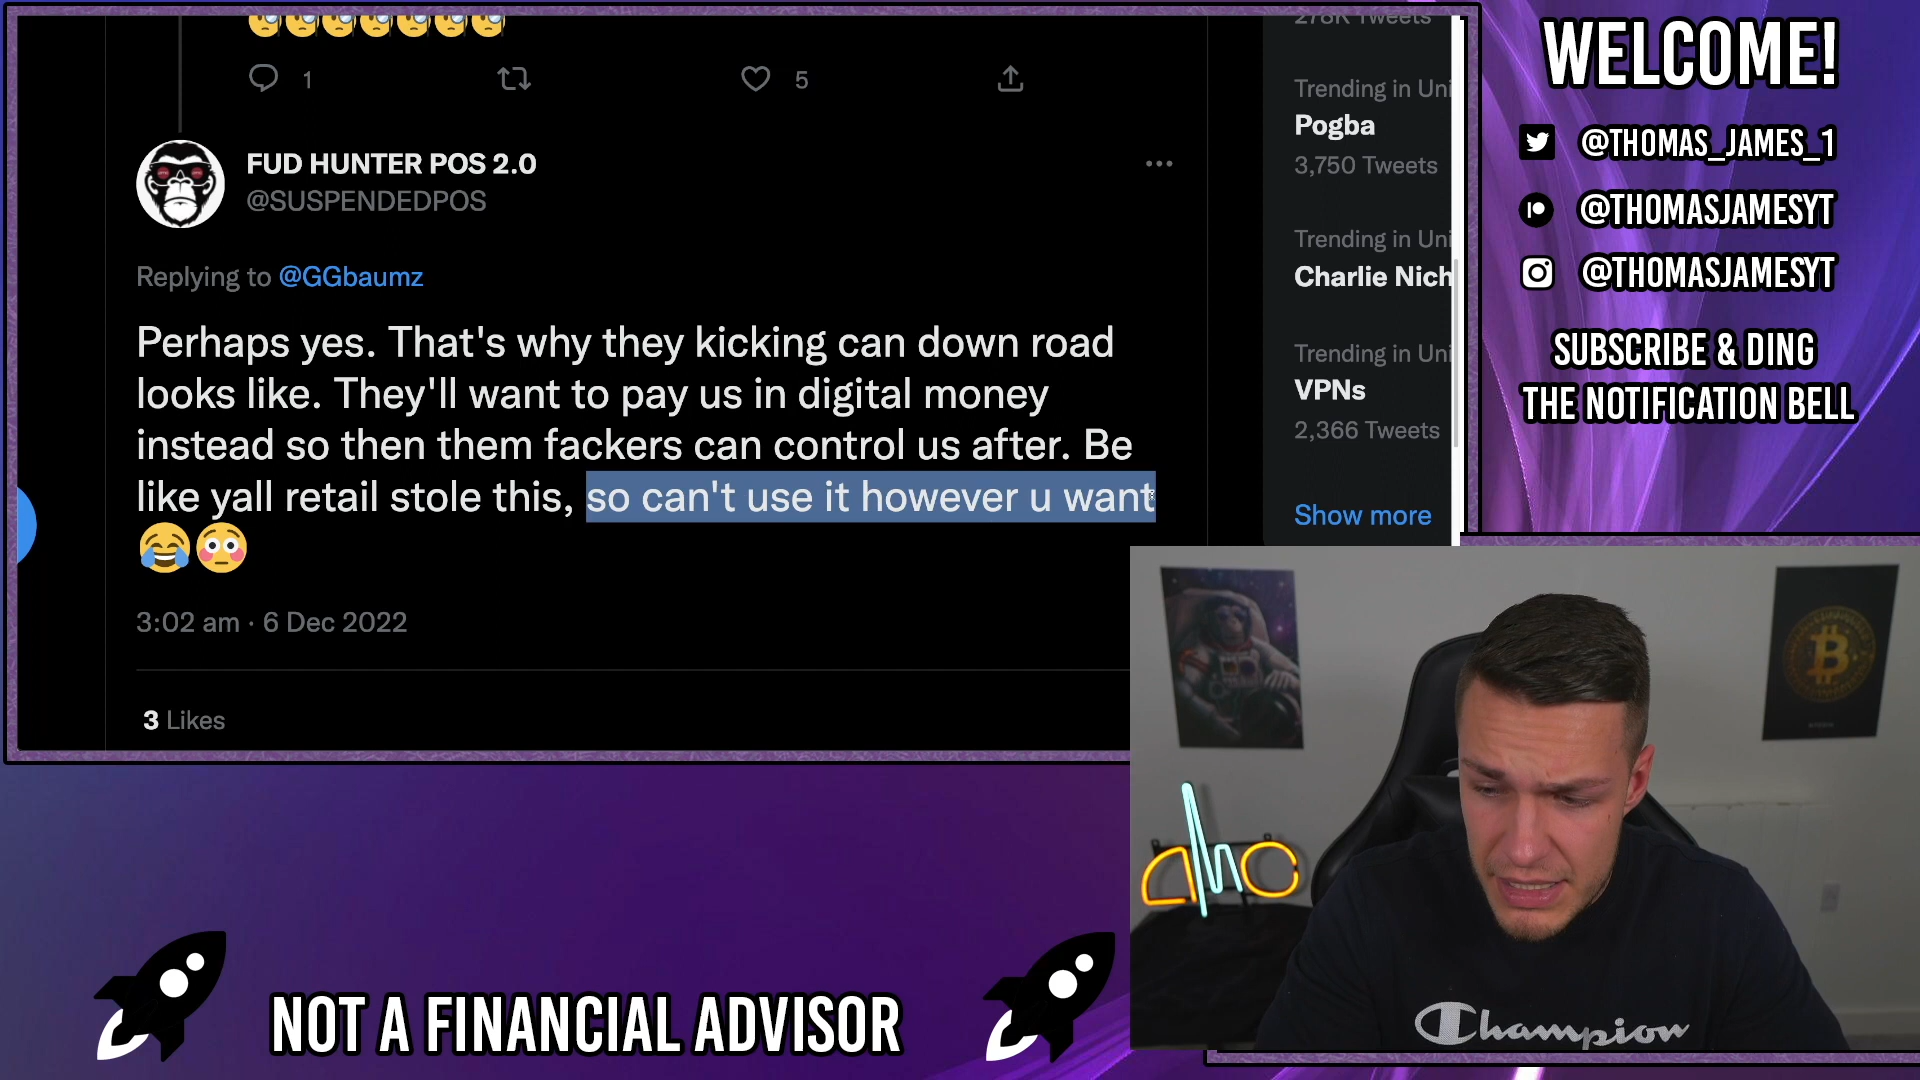 278K Tweets
1
5
FUD HUNTER POS 2.0
@SUSPENDEDPOS
Replying to @GGbaumz
Perhaps yes. That's why they kicking can down road
looks like. They'll want to pay us in digital money
instead so then them fackers can control us after. Be
like yall retail stole this, so can't use it however u want
😂😳
3:02 am · 6 Dec 2022
3 Likes
Trending in Uni
Pogba
3,750 Tweets
Trending in Uni
Charlie Nich
Trending in Uni
VPNs
2,366 Tweets
Show more
WELCOME!
@THOMAS_JAMES_1
@THOMASJAMESYT
@THOMASJAMESYT
SUBSCRIBE & DING
THE NOTIFICATION BELL
NOT A FINANCIAL ADVISOR
Champion